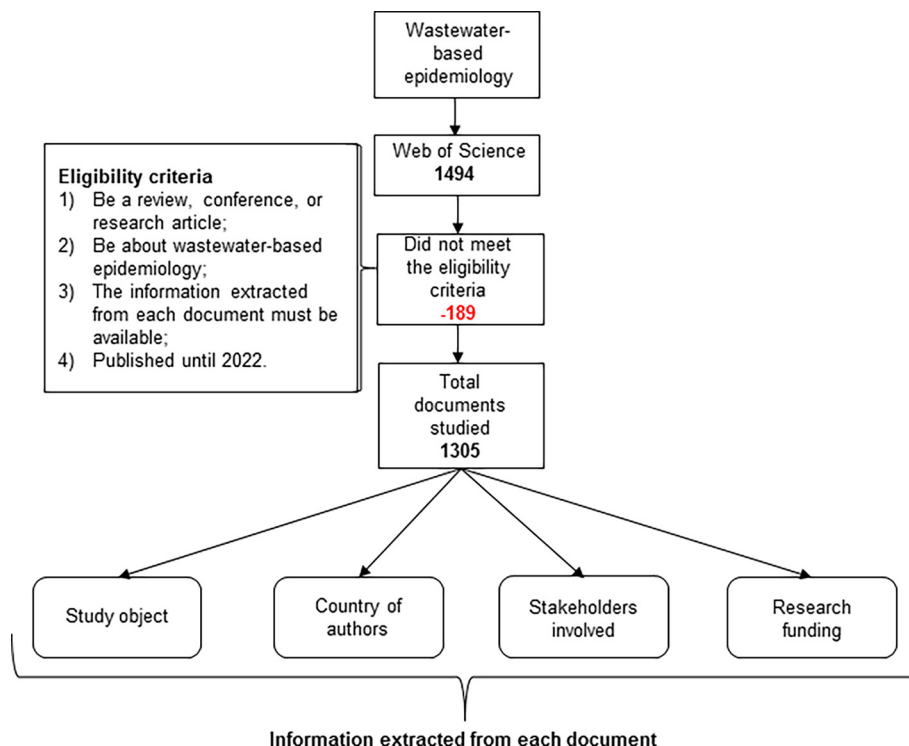 Wastewater-
based
epidemiology
Web of Science
1494
Eligibility criteria
1) Be a review, conference, or
research article;
2) Be about wastewater-based
epidemiology;
3) The information extracted
from each document must be
available;
4) Published until 2022.
Did not meet
the eligibility
criteria
-189
Total
documents
studied
1305
Study object
Country of
authors
Stakeholders
involved
Research
funding
Information extracted from each document